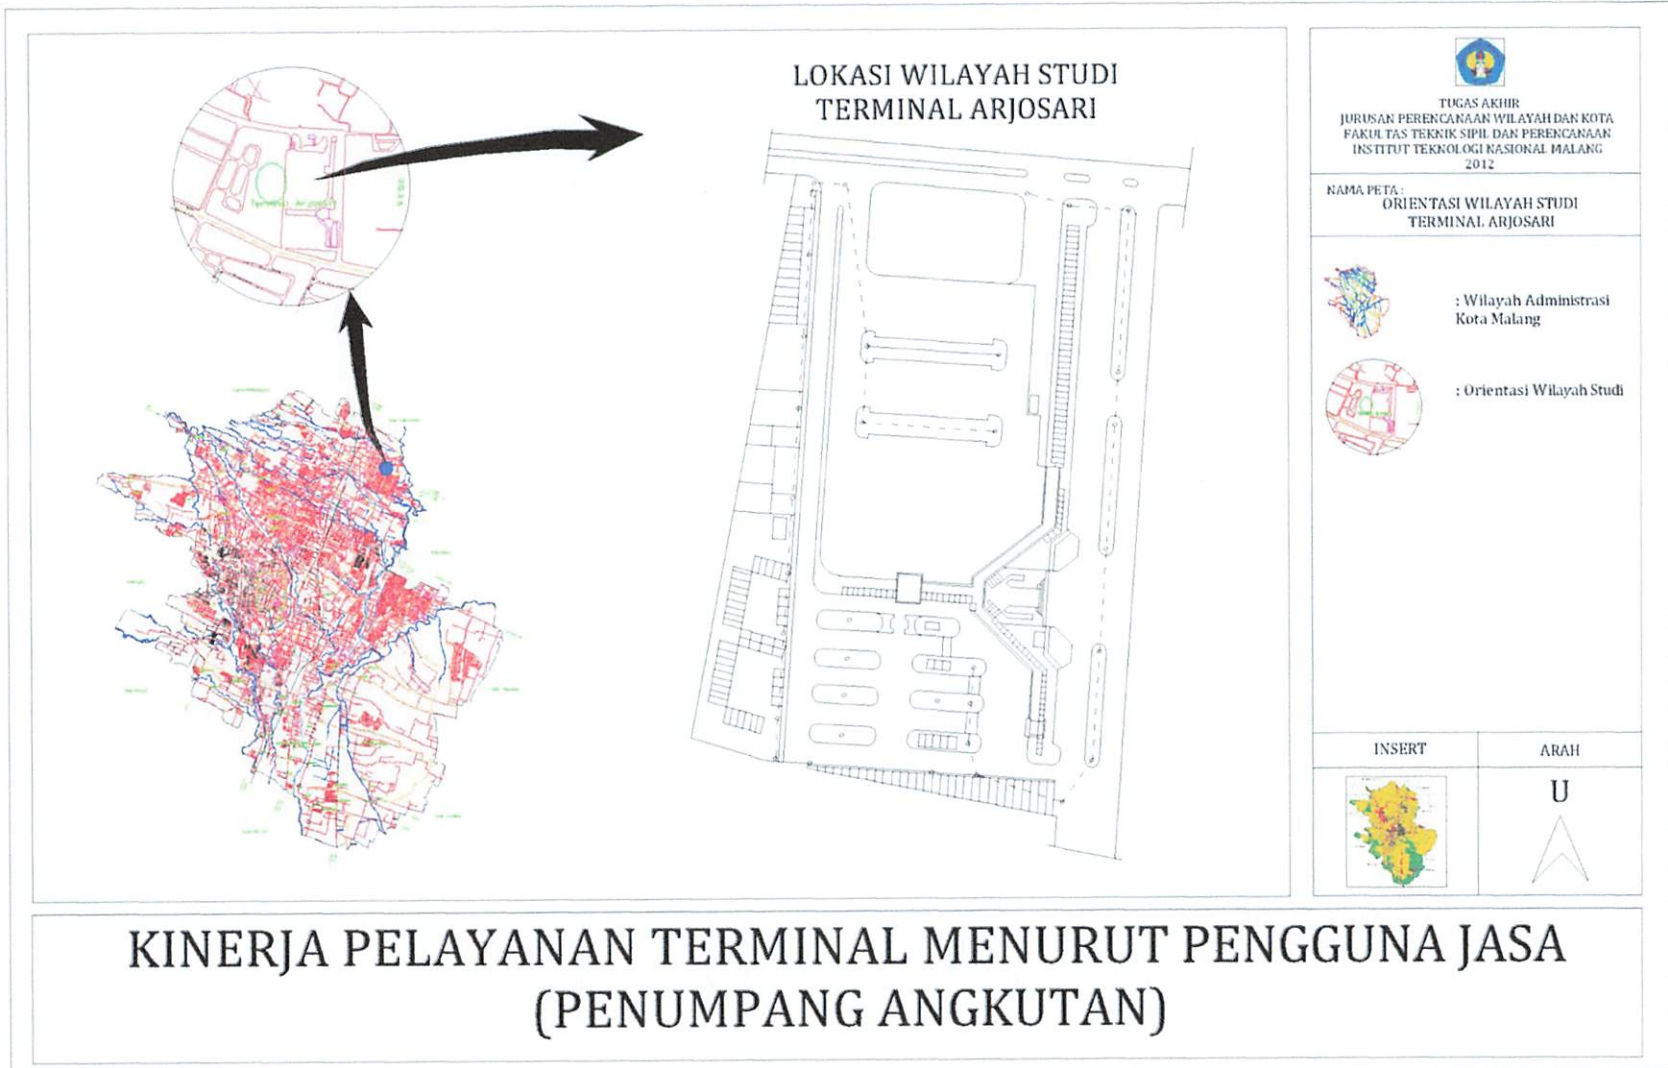 LOKASI WILAYAH STUDI
TERMINAL ARJOSARI
Terminal Arjosari
TUGAS AKHIR
JURUSAN PERENCANAAN WILAYAH DAN KOTA
FAKULTAS TEKNIK SIPIL DAN PERENCANAAN
INSTITUT TEKNOLOGI NASIONAL MALANG
2012
NAMA PETA :
ORIENTASI WILAYAH STUDI
TERMINAL ARJOSARI
: Wilayah Administrasi
Kota Malang
: Orientasi Wilayah Studi
INSERT
ARAH
U
KINERJA PELAYANAN TERMINAL MENURUT PENGGUNA JASA
(PENUMPANG ANGKUTAN)